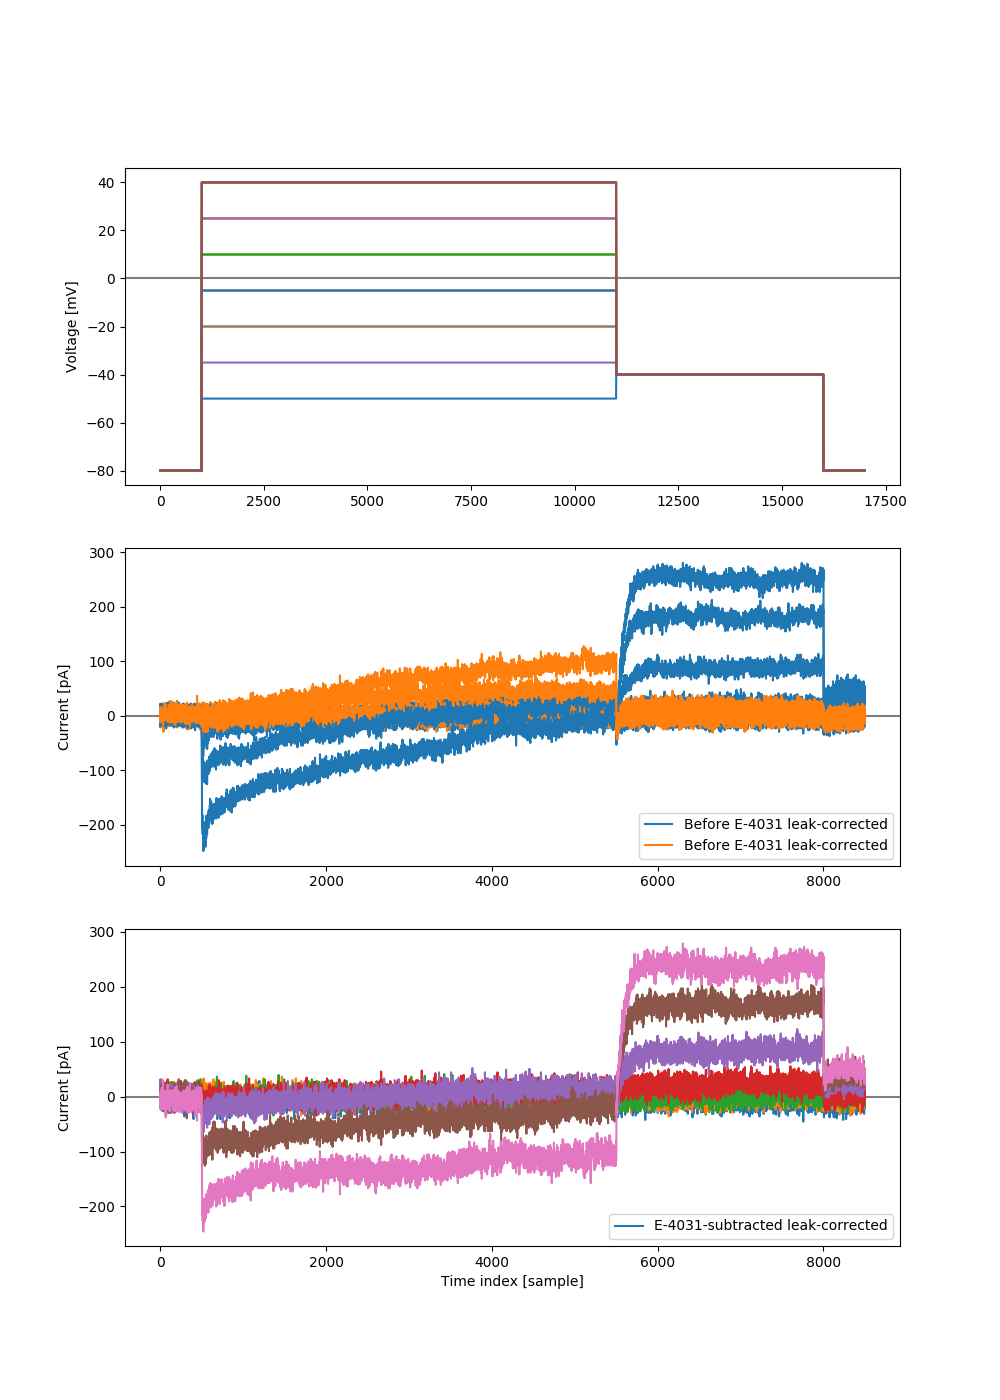 40
20
0
−20
−40
−60
−80
Voltage [mV]
0 2500 5000 7500 10000 12500 15000 17500
300
200
100
0
−100
−200
Current [pA]
Before E-4031 leak-corrected
Before E-4031 leak-corrected
0 2000 4000 6000 8000
300
200
100
0
−100
−200
Current [pA]
E-4031-subtracted leak-corrected
0 2000 4000 6000 8000
Time index [sample]